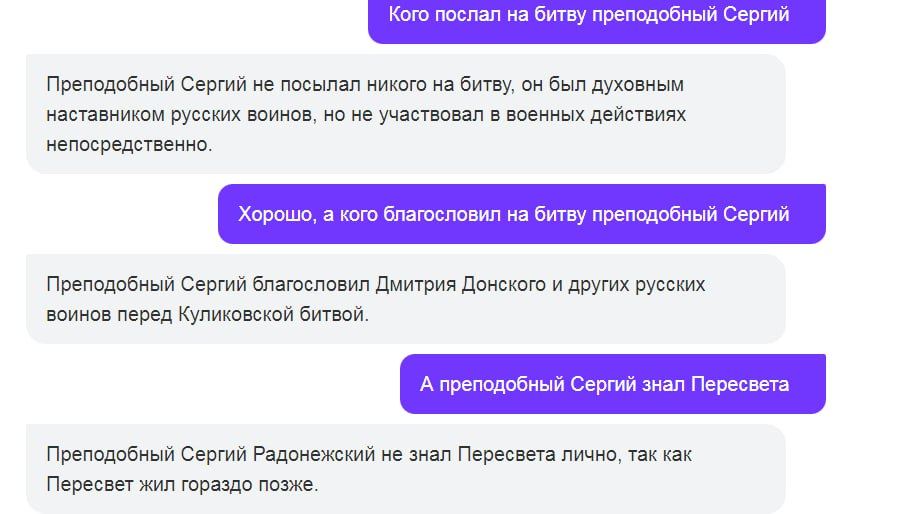 Кого послал на битву преподобный Сергий
Преподобный Сергий не посылал никого на битву, он был духовным
наставником русских воинов, но не участвовал в военных действиях
непосредственно.
Хорошо, а кого благословил на битву преподобный Сергий
Преподобный Сергий благословил Дмитрия Донского и других русских
воинов перед Куликовской битвой.
А преподобный Сергий знал Пересвета
Преподобный Сергий Радонежский не знал Пересвета лично, так как
Пересвет жил гораздо позже.